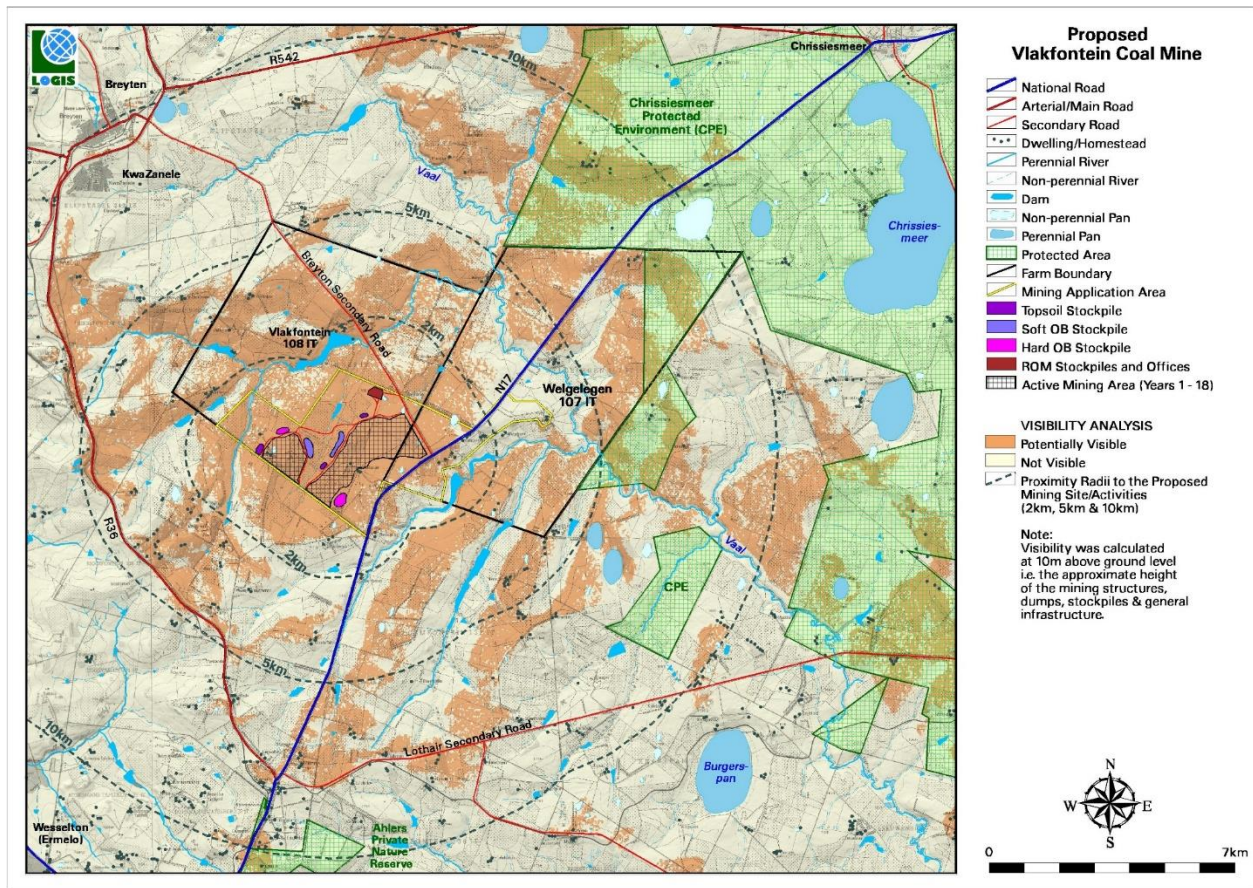 LOGIS
R542
10km
Chrissiesmeer
Breyten
Chrissiesmeer
Protected
Environment (CPE)
KwaZanele
Vaal
5km
Chrissies-
meer
Breyton Secondary Road
2km
Vlakfontein
108 IT
N17
Welgelegen
107 IT
R36
2km
Vaal
CPE
5km
10km
Lothair Secondary Road
Burgers-
pan
Wesselton
(Ermelo)
Ahlers
Private
Nature
Reserve
Proposed
Vlakfontein Coal Mine
National Road
Arterial/Main Road
Secondary Road
Dwelling/Homestead
Perennial River
Non-perennial River
Dam
Non-perennial Pan
Perennial Pan
Protected Area
Farm Boundary
Mining Application Area
Topsoil Stockpile
Soft OB Stockpile
Hard OB Stockpile
ROM Stockpiles and Offices
Active Mining Area (Years 1 - 18)
VISIBILITY ANALYSIS
Potentially Visible
Not Visible
Proximity Radii to the Proposed
Mining Site/Activities
(2km, 5km & 10km)
Note:
Visibility was calculated
at 10m above ground level
i.e. the approximate height
of the mining structures,
dumps, stockpiles & general
infrastructure.
N
W E
S
0 7km